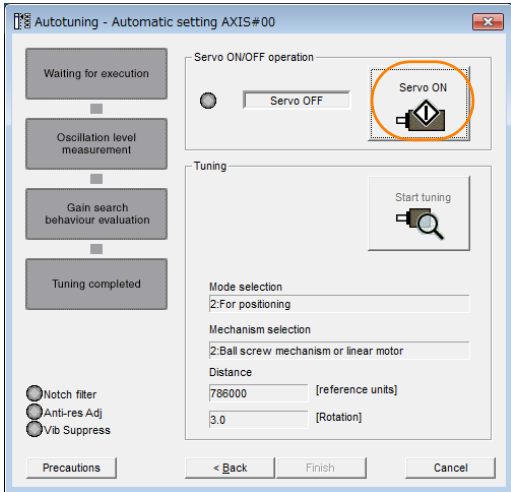 Autotuning - Automatic setting AXIS#00
Waiting for execution
Oscillation level
measurement
Gain search
behaviour evaluation
Tuning completed
Notch filter
Anti-res Adj
Vib Suppress
Servo ON/OFF operation
Servo OFF
Servo ON
Tuning
Start tuning
Mode selection
2:For positioning
Mechanism selection
2:Ball screw mechanism or linear motor
Distance
786000 [reference units]
3.0 [Rotation]
Precautions
< Back
Finish
Cancel